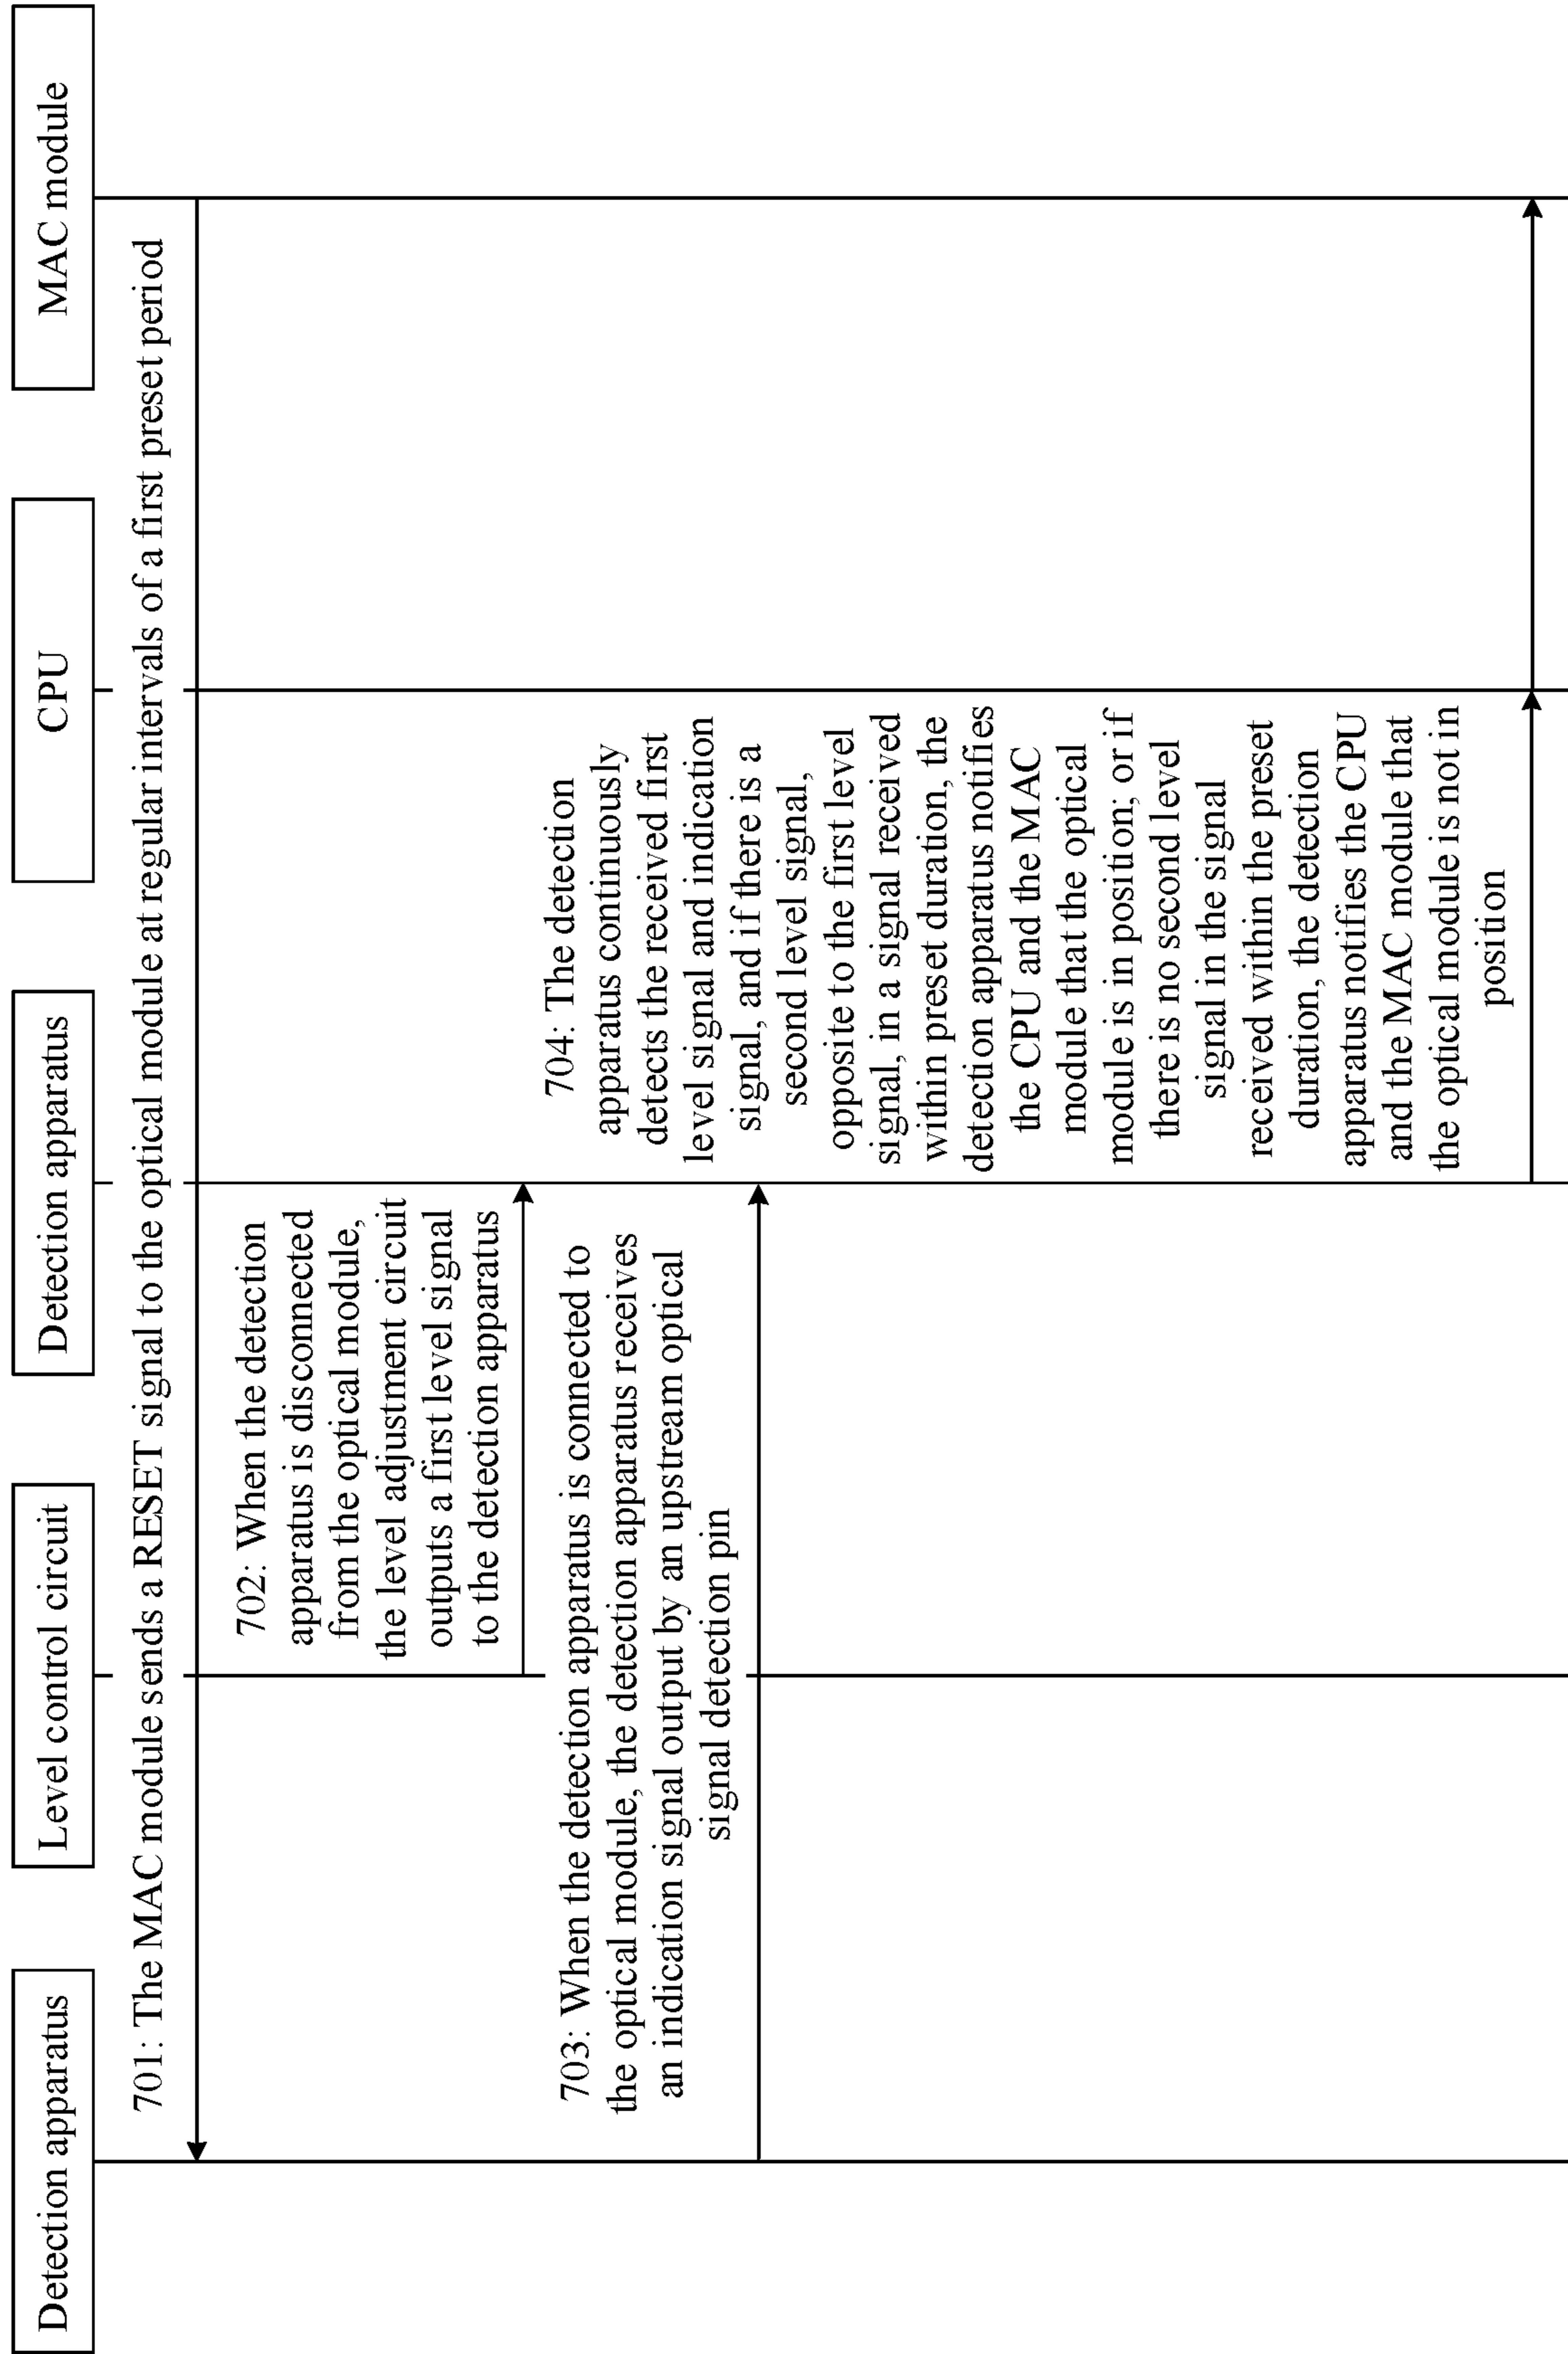 Detection apparatus
Level control circuit
Detection apparatus
CPU
MAC module
701: The MAC module sends a RESET signal to the optical module at regular intervals of a first preset period
702: When the detection
apparatus is disconnected
from the optical module,
the level adjustment circuit
outputs a first level signal
to the detection apparatus
703: When the detection apparatus is connected to
the optical module, the detection apparatus receives
an indication signal output by an upstream optical
signal detection pin
704: The detection
apparatus continuously
detects the received first
level signal and indication
signal, and if there is a
second level signal,
opposite to the first level
signal, in a signal received
within preset duration, the
detection apparatus notifies
the CPU and the MAC
module that the optical
module is in position; or if
there is no second level
signal in the signal
received within the preset
duration, the detection
apparatus notifies the CPU
and the MAC module that
the optical module is not in
position